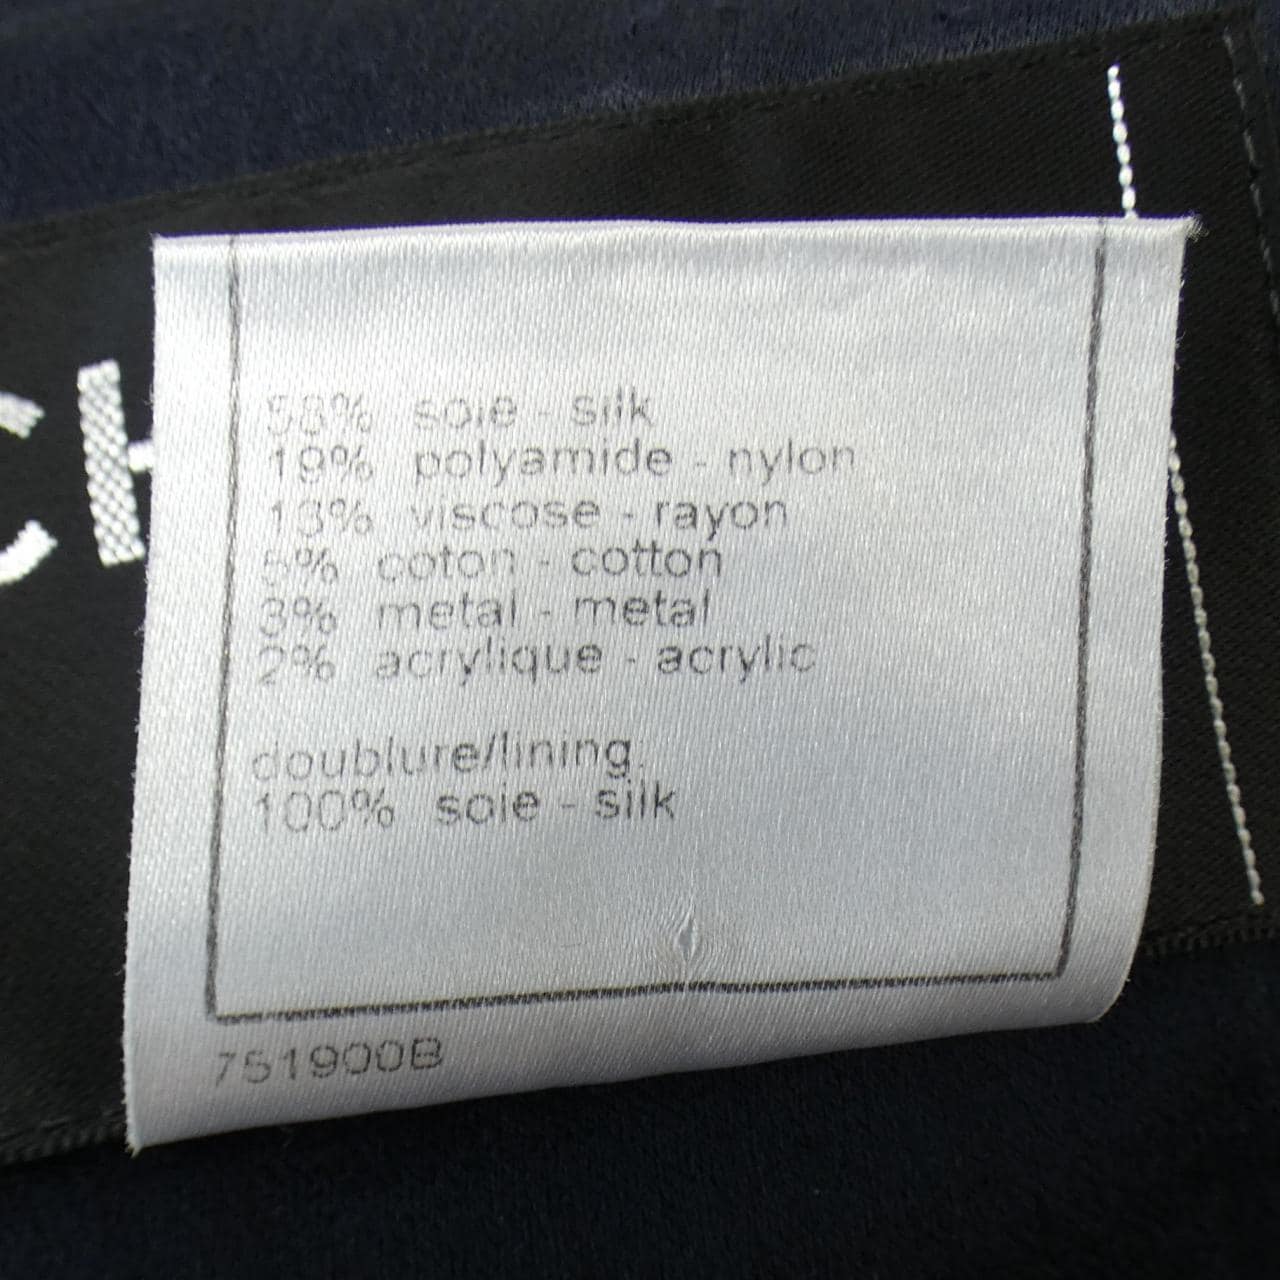 CH
58% soie - silk
19% polyamide - nylon
13% viscose - rayon
5% coton - cotton
3% metal - metal
2% acrylique - acrylic
doublure/lining:
100% soie - silk
751900B